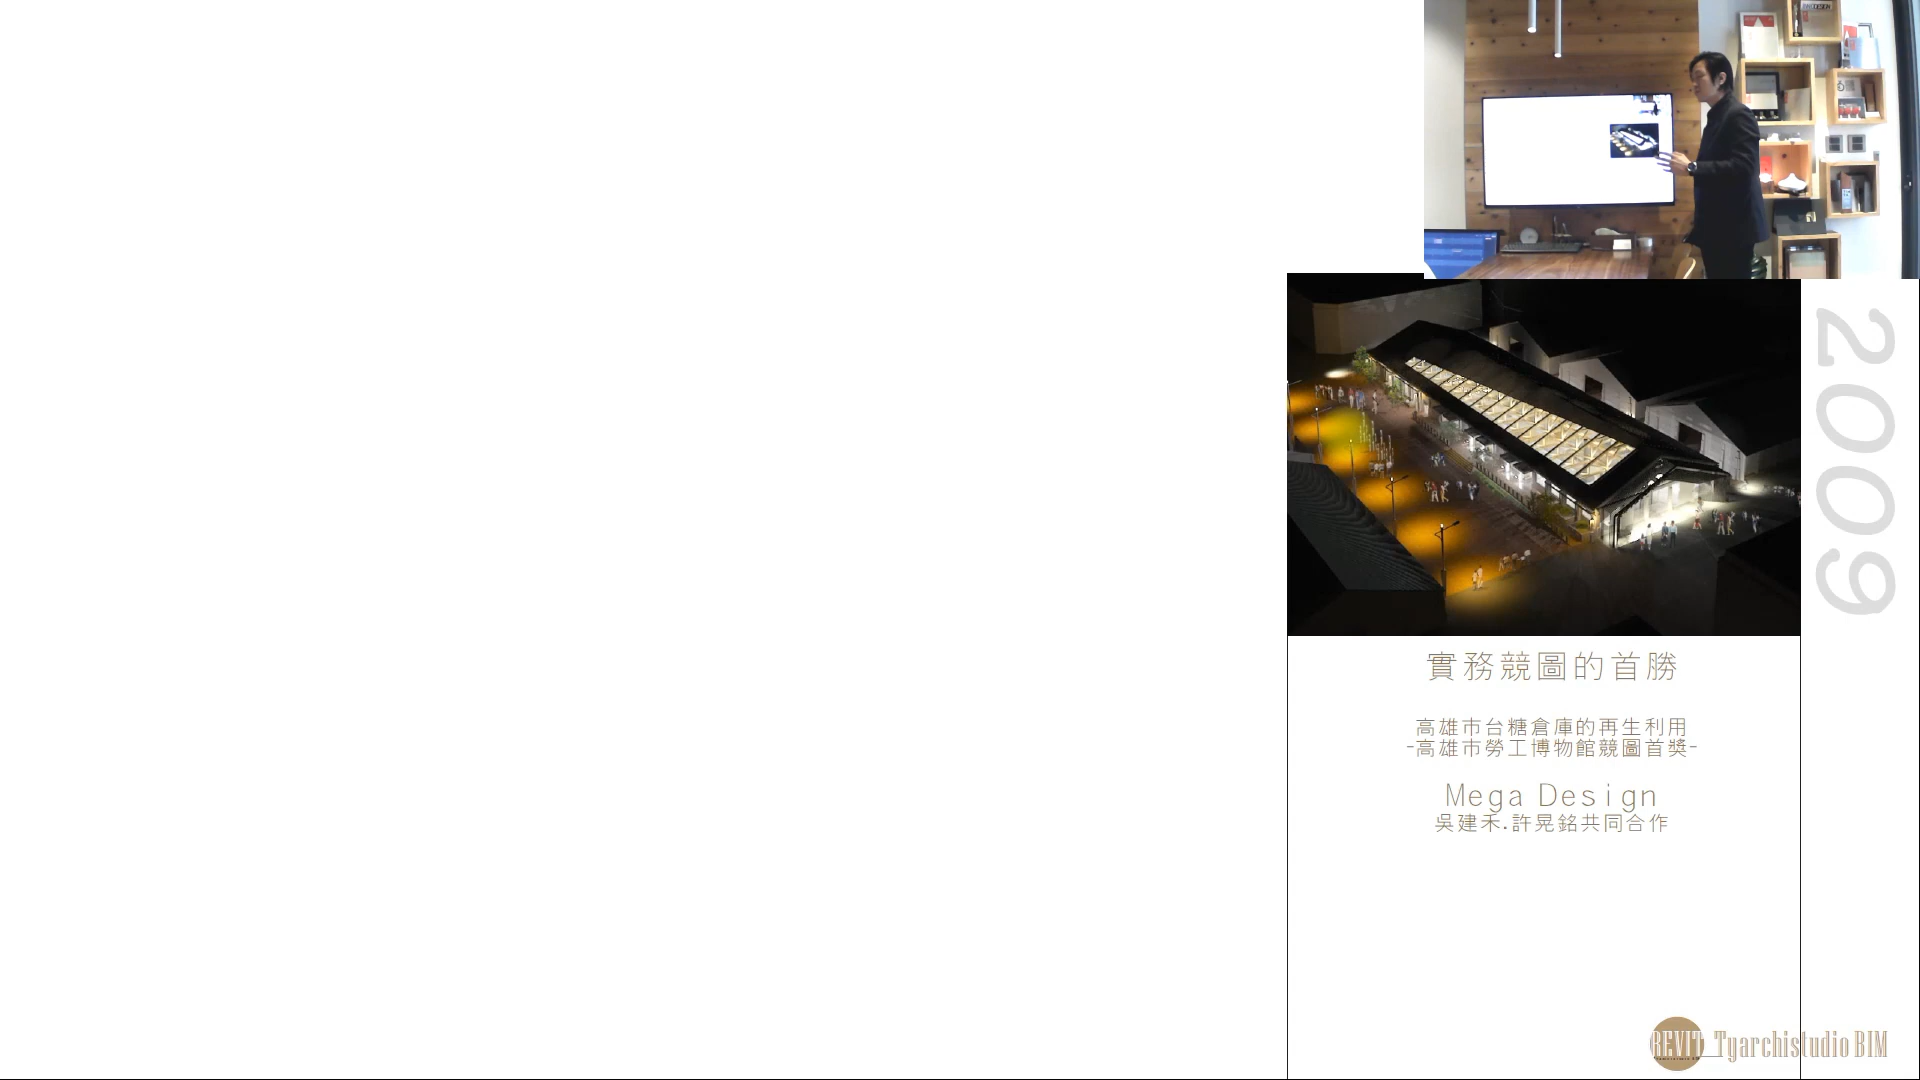 2009
實務競圖的首勝
高雄市台糖倉庫的再生利用
-高雄市勞工博物館競圖首獎-
Mega Design
吳建禾.許晃銘共同合作
REVIT Tyarchistudio BIM